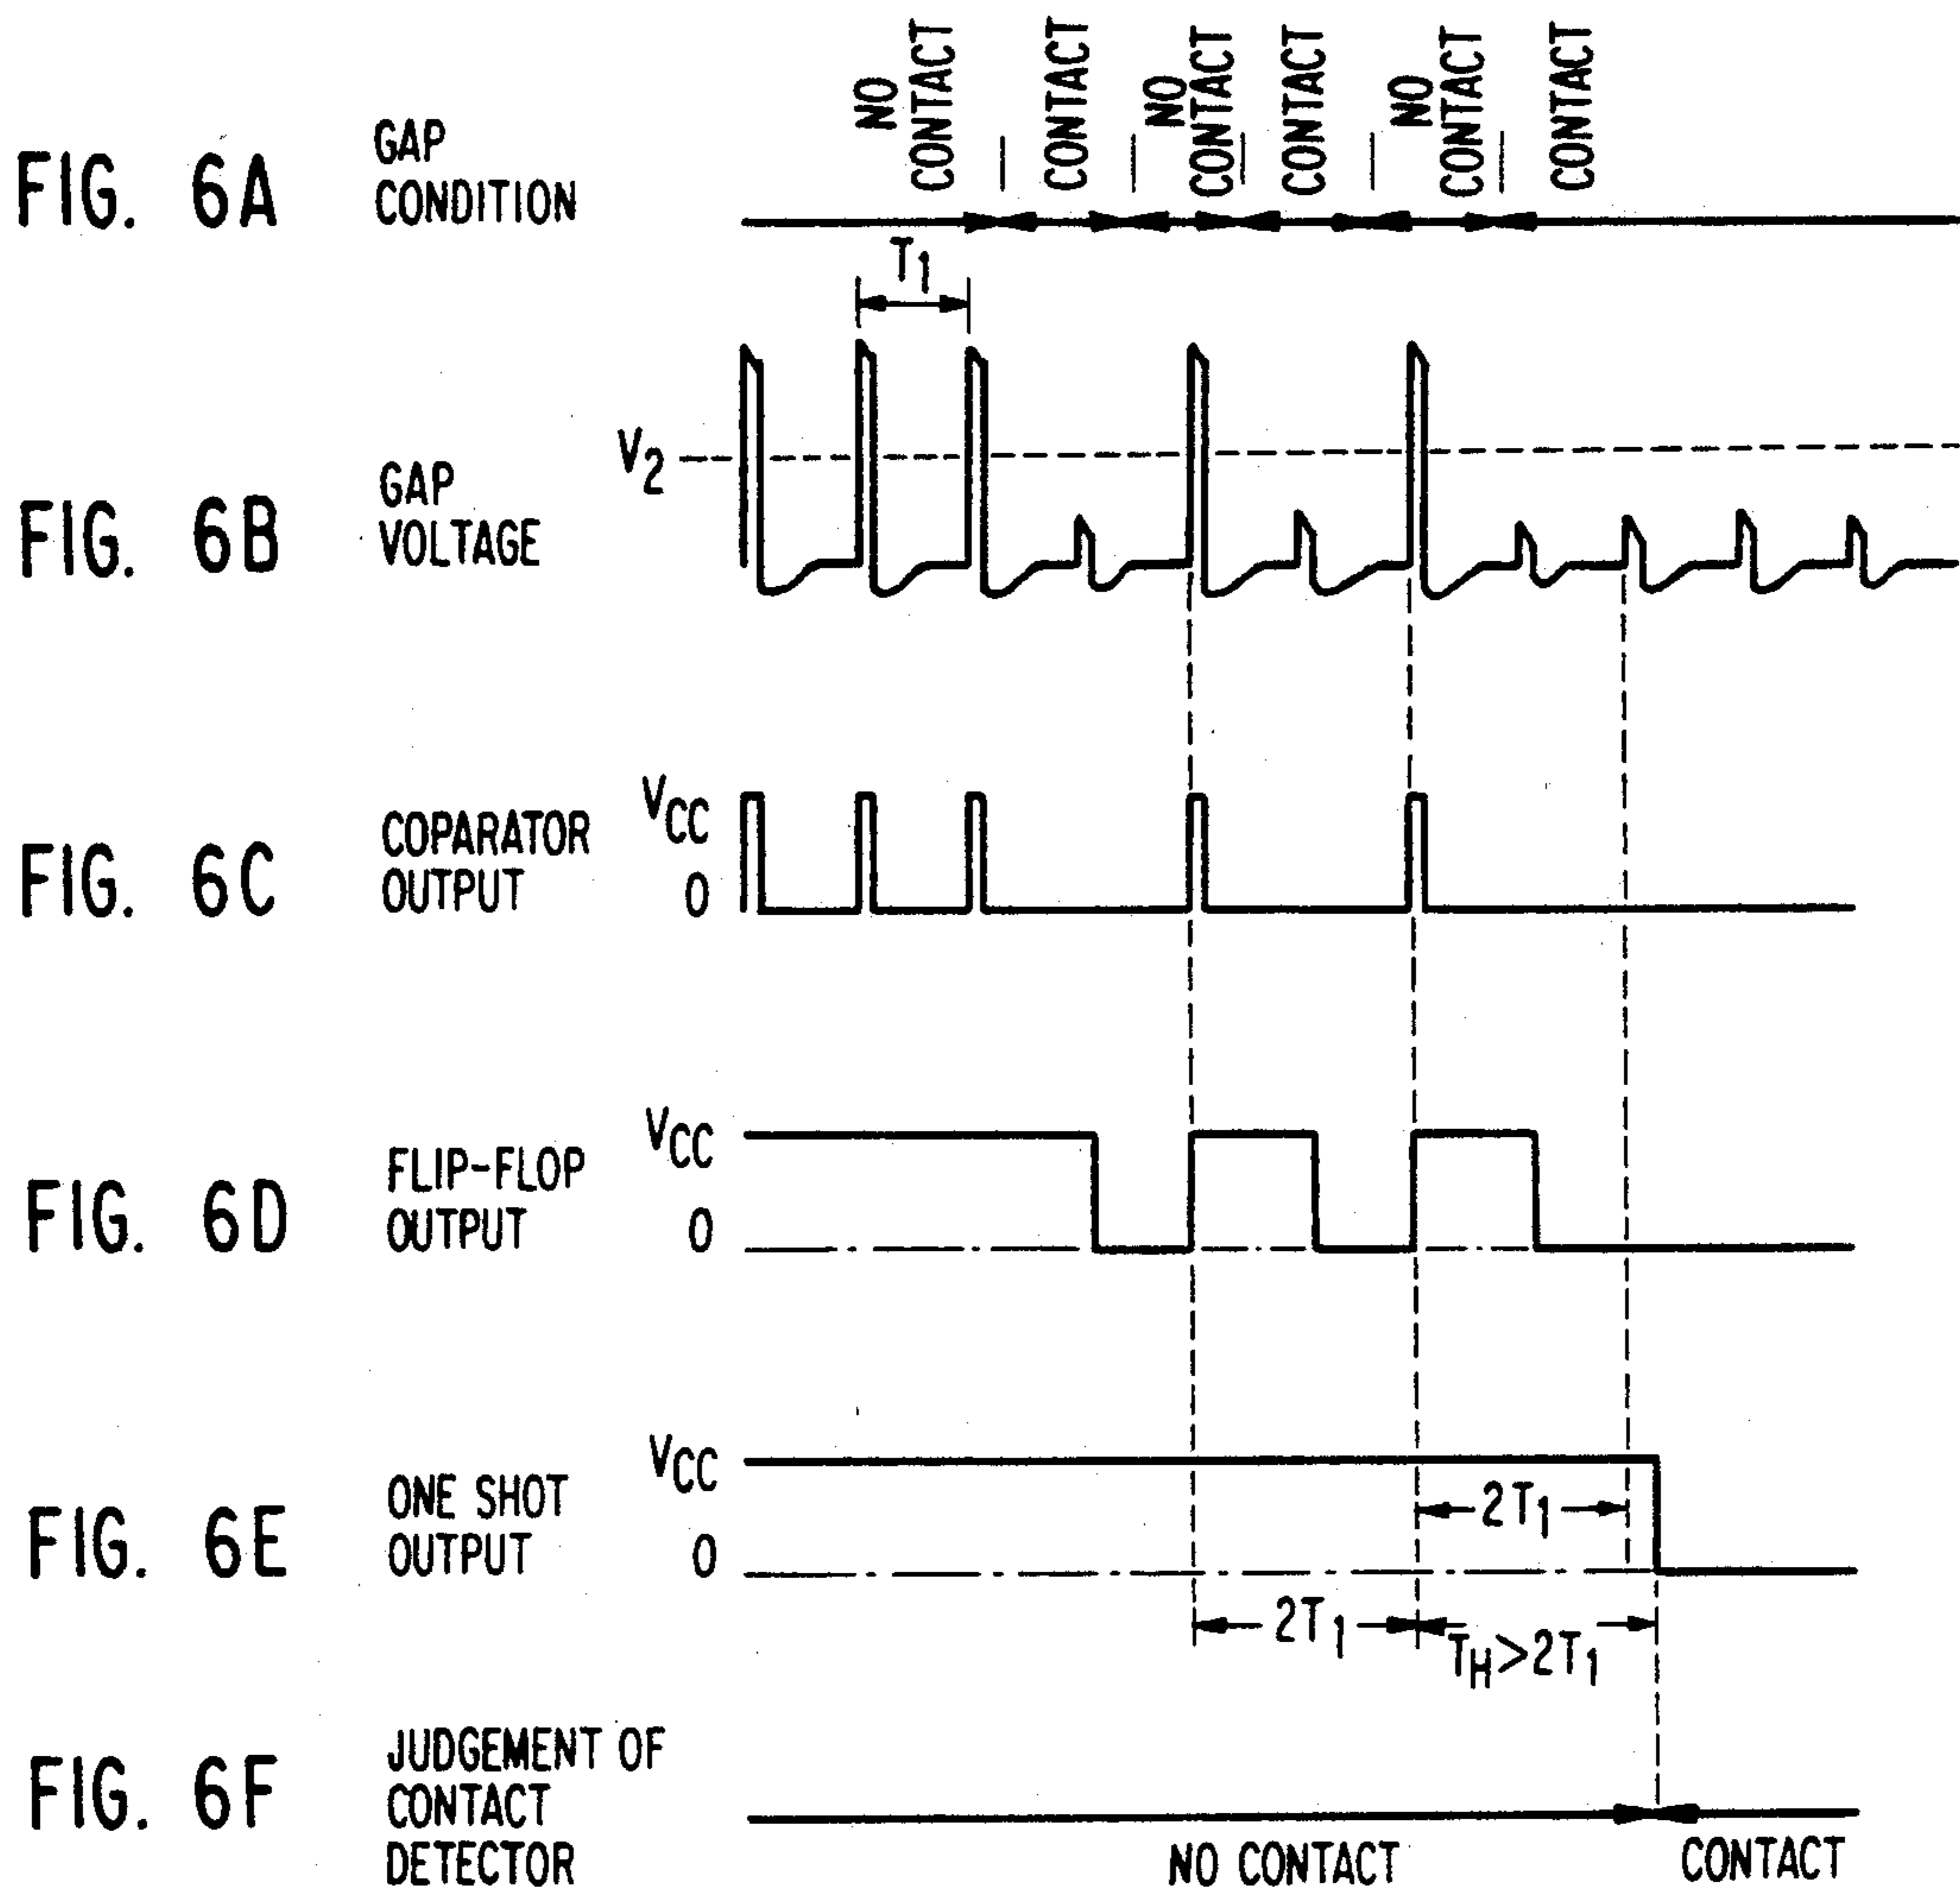 FIG. 6A
GAP
CONDITION
NO
CONTACT
CONTACT
NO
CONTACT
CONTACT
NO
CONTACT
CONTACT
T1
FIG. 6B
GAP
VOLTAGE
V2
FIG. 6C
COPARATOR
OUTPUT
VCC
0
FIG. 6D
FLIP-FLOP
OUTPUT
VCC
0
FIG. 6E
ONE SHOT
OUTPUT
VCC
0
2T1
2T1
TH>2T1
FIG. 6F
JUDGEMENT OF
CONTACT
DETECTOR
NO CONTACT
CONTACT